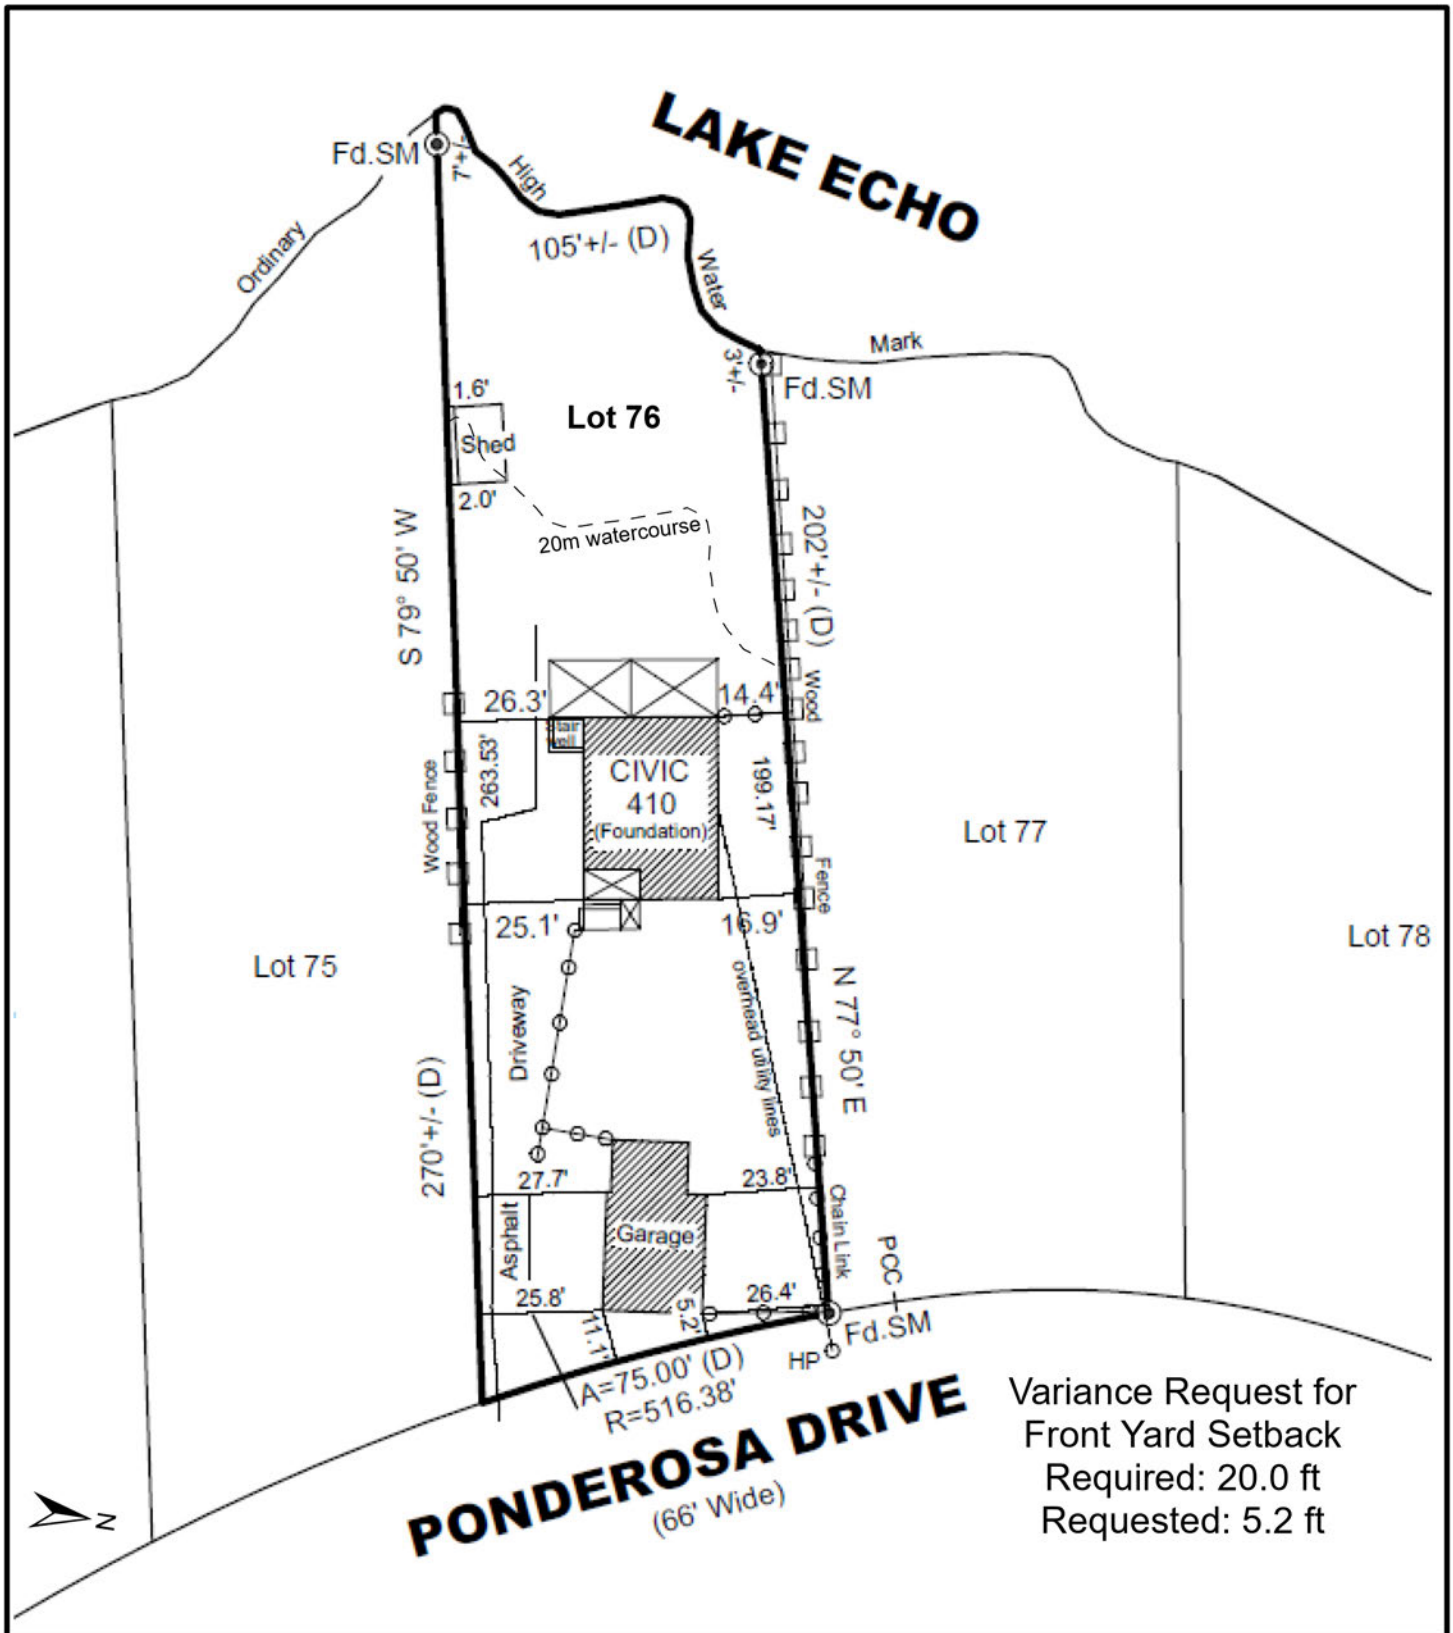 LAKE ECHO
Fd.SM
7'+/-
High
Ordinary
105'+/- (D)
Water
Mark
3'+/-
Fd.SM
1.6'
Lot 76
Shed
2.0'
20m watercourse
S 79° 50' W
202'+/- (D)
26.3'
14.4'
Wood
Stair
well
263.53'
CIVIC
410
(Foundation)
199.17'
Wood Fence
Fence
Lot 77
25.1'
16.9'
Lot 78
Lot 75
Driveway
overhead utility lines
N 77° 50' E
270'+/- (D)
27.7'
23.8'
Asphalt
Garage
Chain Link
PCC
25.8'
26.4'
11.1'
5.2'
Fd.SM
HP
A=75.00' (D)
R=516.38'
PONDEROSA DRIVE
(66' Wide)
Variance Request for
Front Yard Setback
Required: 20.0 ft
Requested: 5.2 ft
N